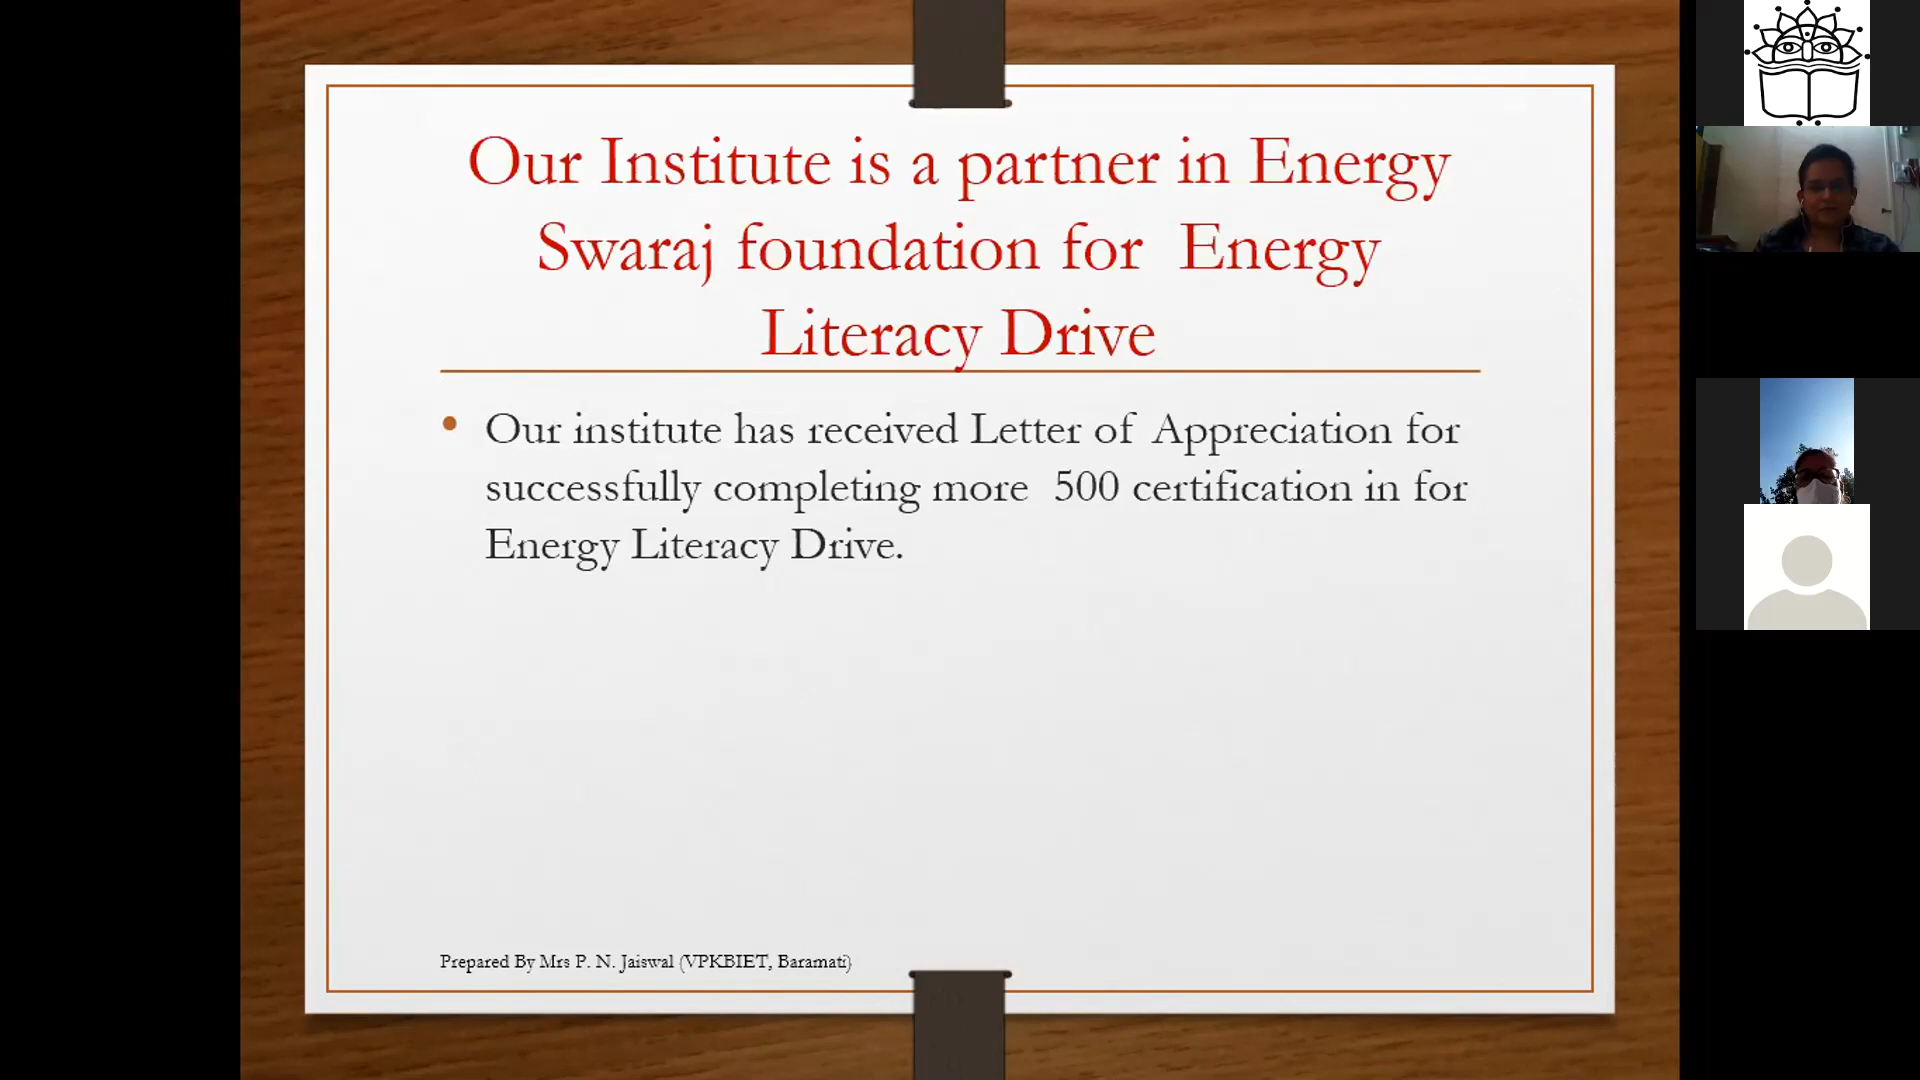 Our Institute is a partner in Energy
Swaraj foundation for Energy
Literacy Drive
• Our institute has received Letter of Appreciation for
successfully completing more 500 certification in for
Energy Literacy Drive.
Prepared By Mrs P. N. Jaiswal (VPKBIET, Baramati)